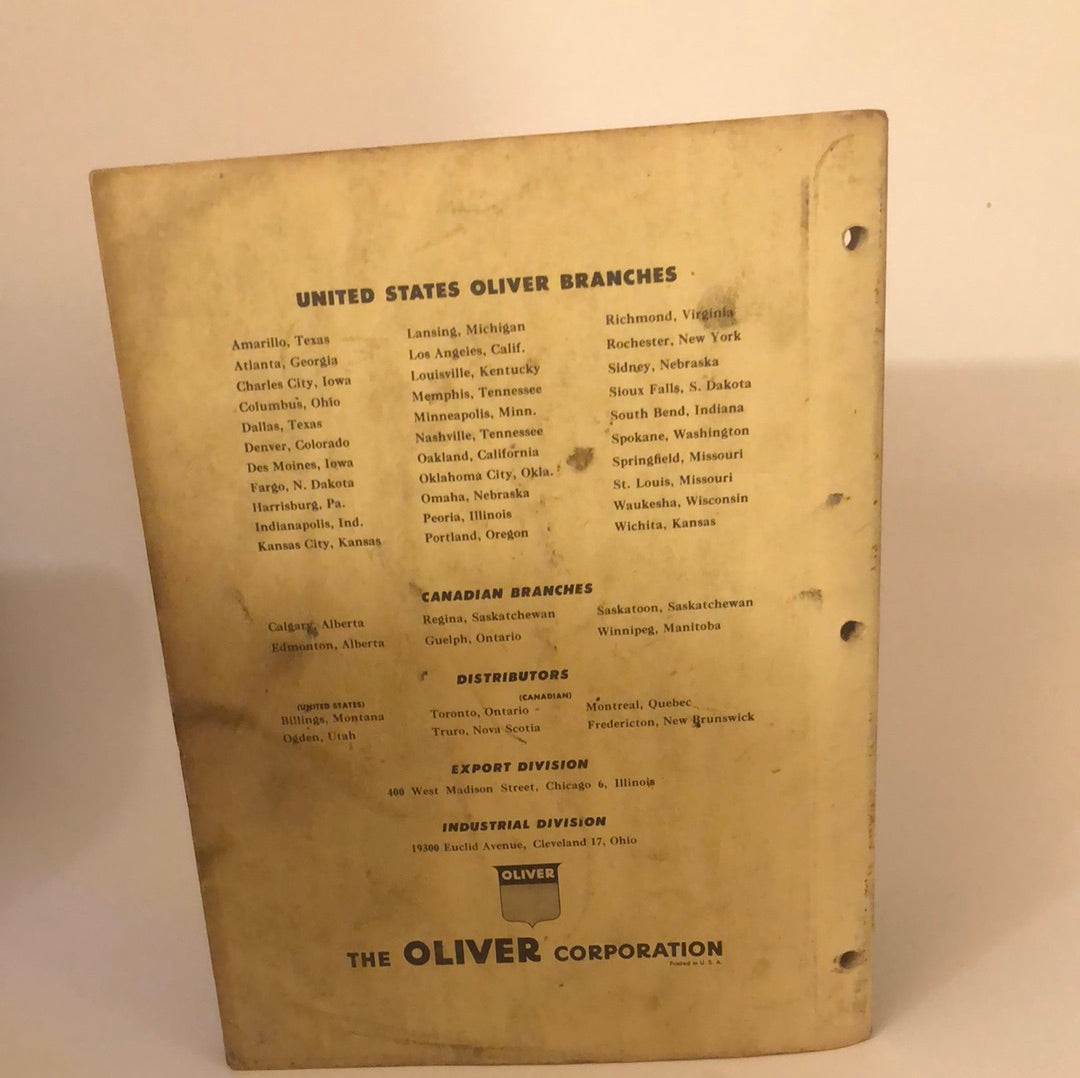 UNITED STATES OLIVER BRANCHES
Amarillo, Texas
Atlanta, Georgia
Charles City, Iowa
Columbus, Ohio
Dallas, Texas
Denver, Colorado
Des Moines, Iowa
Fargo, N. Dakota
Harrisburg, Pa.
Indianapolis, Ind.
Kansas City, Kansas
Lansing, Michigan
Los Angeles, Calif.
Louisville, Kentucky
Memphis, Tennessee
Minneapolis, Minn.
Nashville, Tennessee
Oakland, California
Oklahoma City, Okla.
Omaha, Nebraska
Peoria, Illinois
Portland, Oregon
Richmond, Virginia
Rochester, New York
Sidney, Nebraska
Sioux Falls, S. Dakota
South Bend, Indiana
Spokane, Washington
Springfield, Missouri
St. Louis, Missouri
Waukesha, Wisconsin
Wichita, Kansas
CANADIAN BRANCHES
Calgary, Alberta
Edmonton, Alberta
Regina, Saskatchewan
Guelph, Ontario
Saskatoon, Saskatchewan
Winnipeg, Manitoba
DISTRIBUTORS
(UNITED STATES)
Billings, Montana
Ogden, Utah
(CANADIAN)
Toronto, Ontario
Truro, Nova Scotia
Montreal, Quebec
Fredericton, New Brunswick
EXPORT DIVISION
400 West Madison Street, Chicago 6, Illinois
INDUSTRIAL DIVISION
19300 Euclid Avenue, Cleveland 17, Ohio
OLIVER
THE OLIVER CORPORATION
Printed in U. S. A.